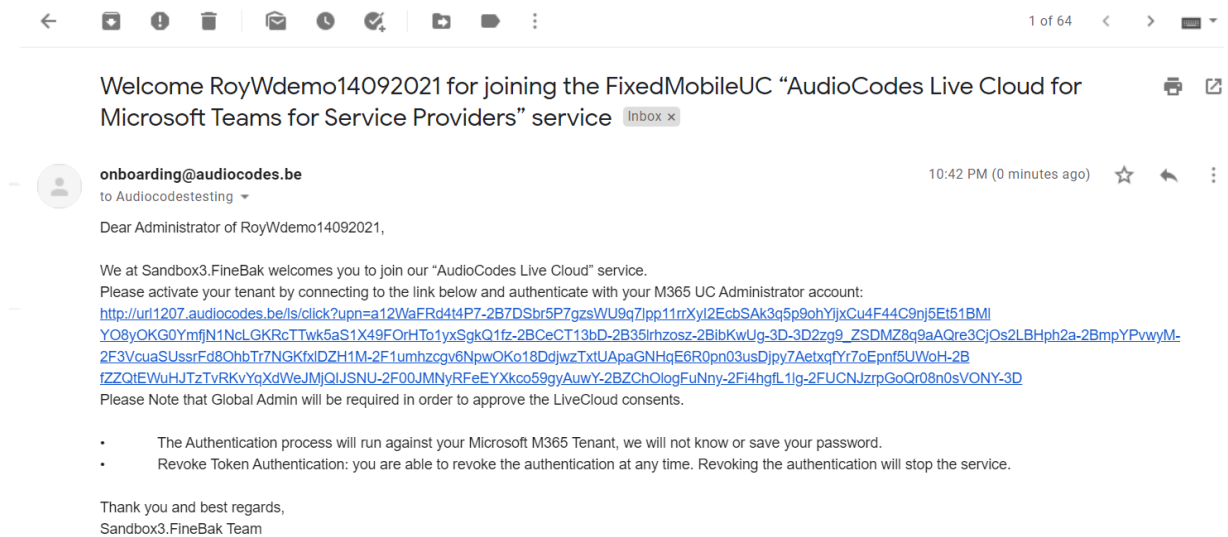 1 of 64
Welcome RoyWdemo14092021 for joining the FixedMobileUC “AudioCodes Live Cloud for
Microsoft Teams for Service Providers” service Inbox ×
onboarding@audiocodes.be 10:42 PM (0 minutes ago)
to Audiocodestesting
Dear Administrator of RoyWdemo14092021,
We at Sandbox3.FineBak welcomes you to join our “AudioCodes Live Cloud” service.
Please activate your tenant by connecting to the link below and authenticate with your M365 UC Administrator account:
http://url1207.audiocodes.be/ls/click?upn=a12WaFRd4t4P7-2B7DSbr5P7gzsWU9q7lpp11rrXyI2EcbSAk3q5p9ohYijxCu4F44C9nj5Et51BMl
YO8yOKG0YmfjN1NcLGKRcTTwk5aS1X49FOrHTo1yxSgkQ1fz-2BCeCT13bD-2B35lrhzosz-2BibKwUg-3D-3D2zg9_ZSDMZ8q9aAQre3CjOs2LBHph2a-2BmpYPvwyM-
2F3VcuaSUssrFd8OhbTr7NGKfxlDZH1M-2F1umhzcgv6NpwOKo18DdjwzTxtUApaGNHqE6R0pn03usDjpy7AetxqfYr7oEpnf5UWoH-2B
fZZQtEWuHJTzTvRKvYqXdWeJMjQIJSNU-2F00JMNyRFeEYXkco59gyAuwY-2BZChOlogFuNny-2Fi4hgfL1lg-2FUCNJzrpGoQr08n0sVONY-3D
Please Note that Global Admin will be required in order to approve the LiveCloud consents.
• The Authentication process will run against your Microsoft M365 Tenant, we will not know or save your password.
• Revoke Token Authentication: you are able to revoke the authentication at any time. Revoking the authentication will stop the service.
Thank you and best regards,
Sandbox3.FineBak Team